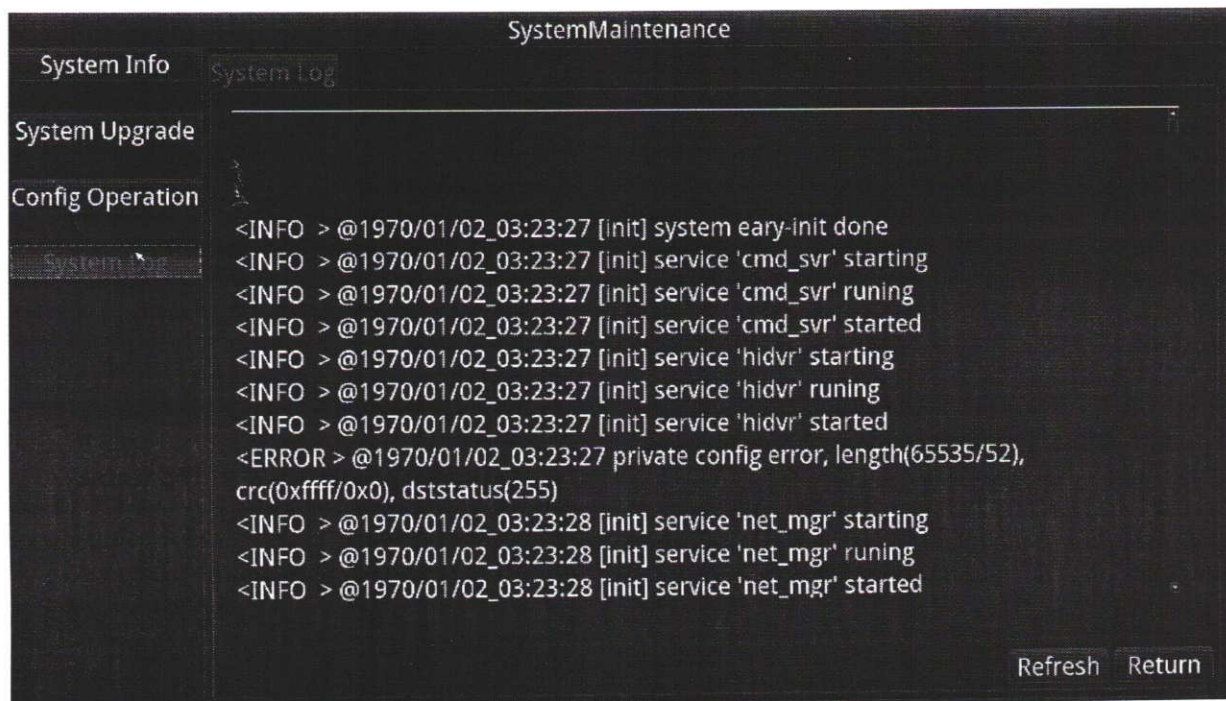 SystemMaintenance
System Info
System Log
System Upgrade
Config Operation
System Log
<INFO  > @1970/01/02_03:23:27 [init] system eary-init done
<INFO  > @1970/01/02_03:23:27 [init] service 'cmd_svr' starting
<INFO  > @1970/01/02_03:23:27 [init] service 'cmd_svr' runing
<INFO  > @1970/01/02_03:23:27 [init] service 'cmd_svr' started
<INFO  > @1970/01/02_03:23:27 [init] service 'hidvr' starting
<INFO  > @1970/01/02_03:23:27 [init] service 'hidvr' runing
<INFO  > @1970/01/02_03:23:27 [init] service 'hidvr' started
<ERROR > @1970/01/02_03:23:27 private config error, length(65535/52),
crc(0xffff/0x0), dststatus(255)
<INFO  > @1970/01/02_03:23:28 [init] service 'net_mgr' starting
<INFO  > @1970/01/02_03:23:28 [init] service 'net_mgr' runing
<INFO  > @1970/01/02_03:23:28 [init] service 'net_mgr' started
Refresh
Return